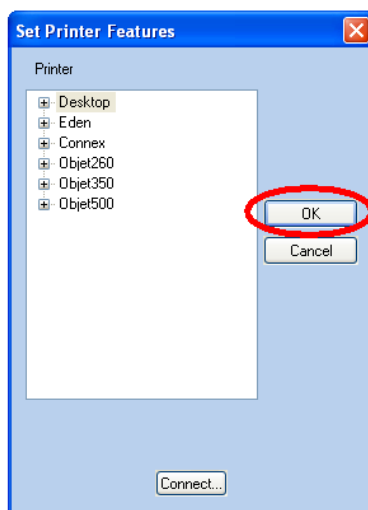 Set Printer Features
Printer
Desktop
Eden
Connex
Objet260
Objet350
Objet500
OK
Cancel
Connect...